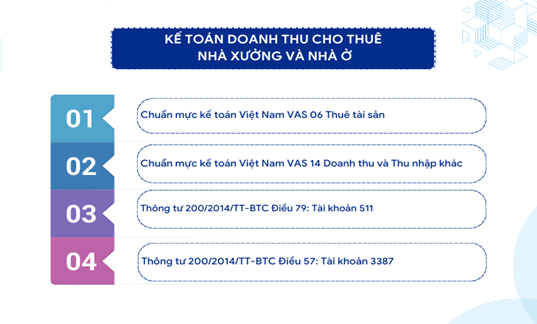 KẾ TOÁN DOANH THU CHO THUÊ
NHÀ XƯỞNG VÀ NHÀ Ở
01
Chuẩn mực kế toán Việt Nam VAS 06 Thuê tài sản
02
Chuẩn mực kế toán Việt Nam VAS 14 Doanh thu và Thu nhập khác
03
Thông tư 200/2014/TT-BTC Điều 79: Tài khoản 511
04
Thông tư 200/2014/TT-BTC Điều 57: Tài khoản 3387